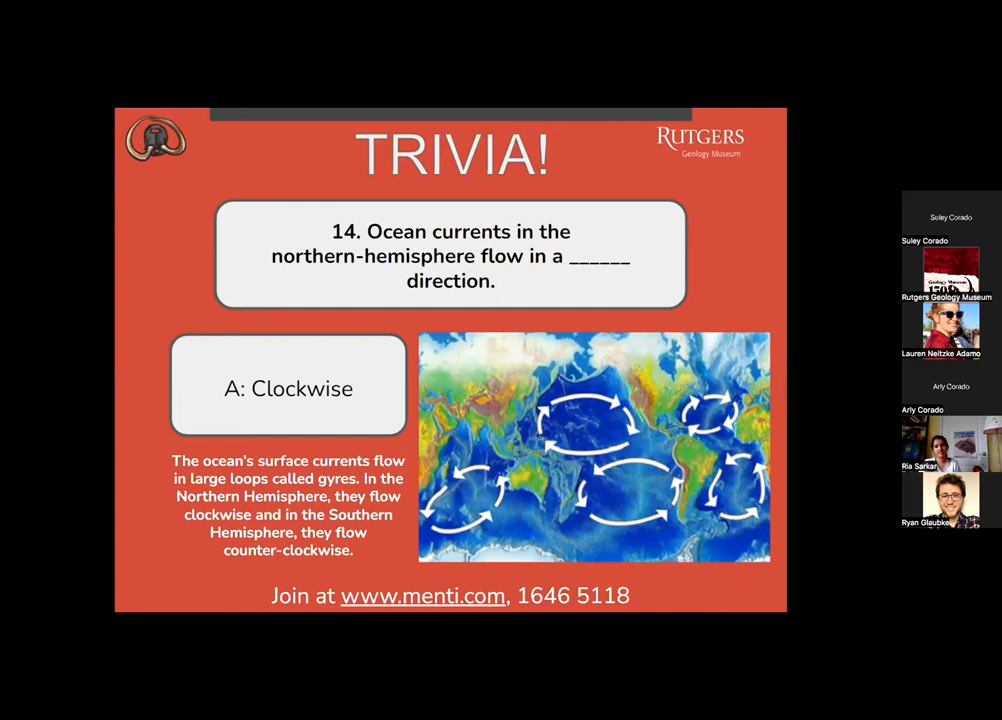 TRIVIA!
RUTGERS
Geology Museum
14. Ocean currents in the
northern-hemisphere flow in a ______
direction.
A: Clockwise
The ocean's surface currents flow
in large loops called gyres. In the
Northern Hemisphere, they flow
clockwise and in the Southern
Hemisphere, they flow
counter-clockwise.
Join at www.menti.com, 1646 5118
Suley Corado
Suley Corado
Geology Museum
Rutgers Geology Museum
Lauren Neitzke Adamo
Arly Corado
Arly Corado
Ria Sarkar
Ryan Glaubke